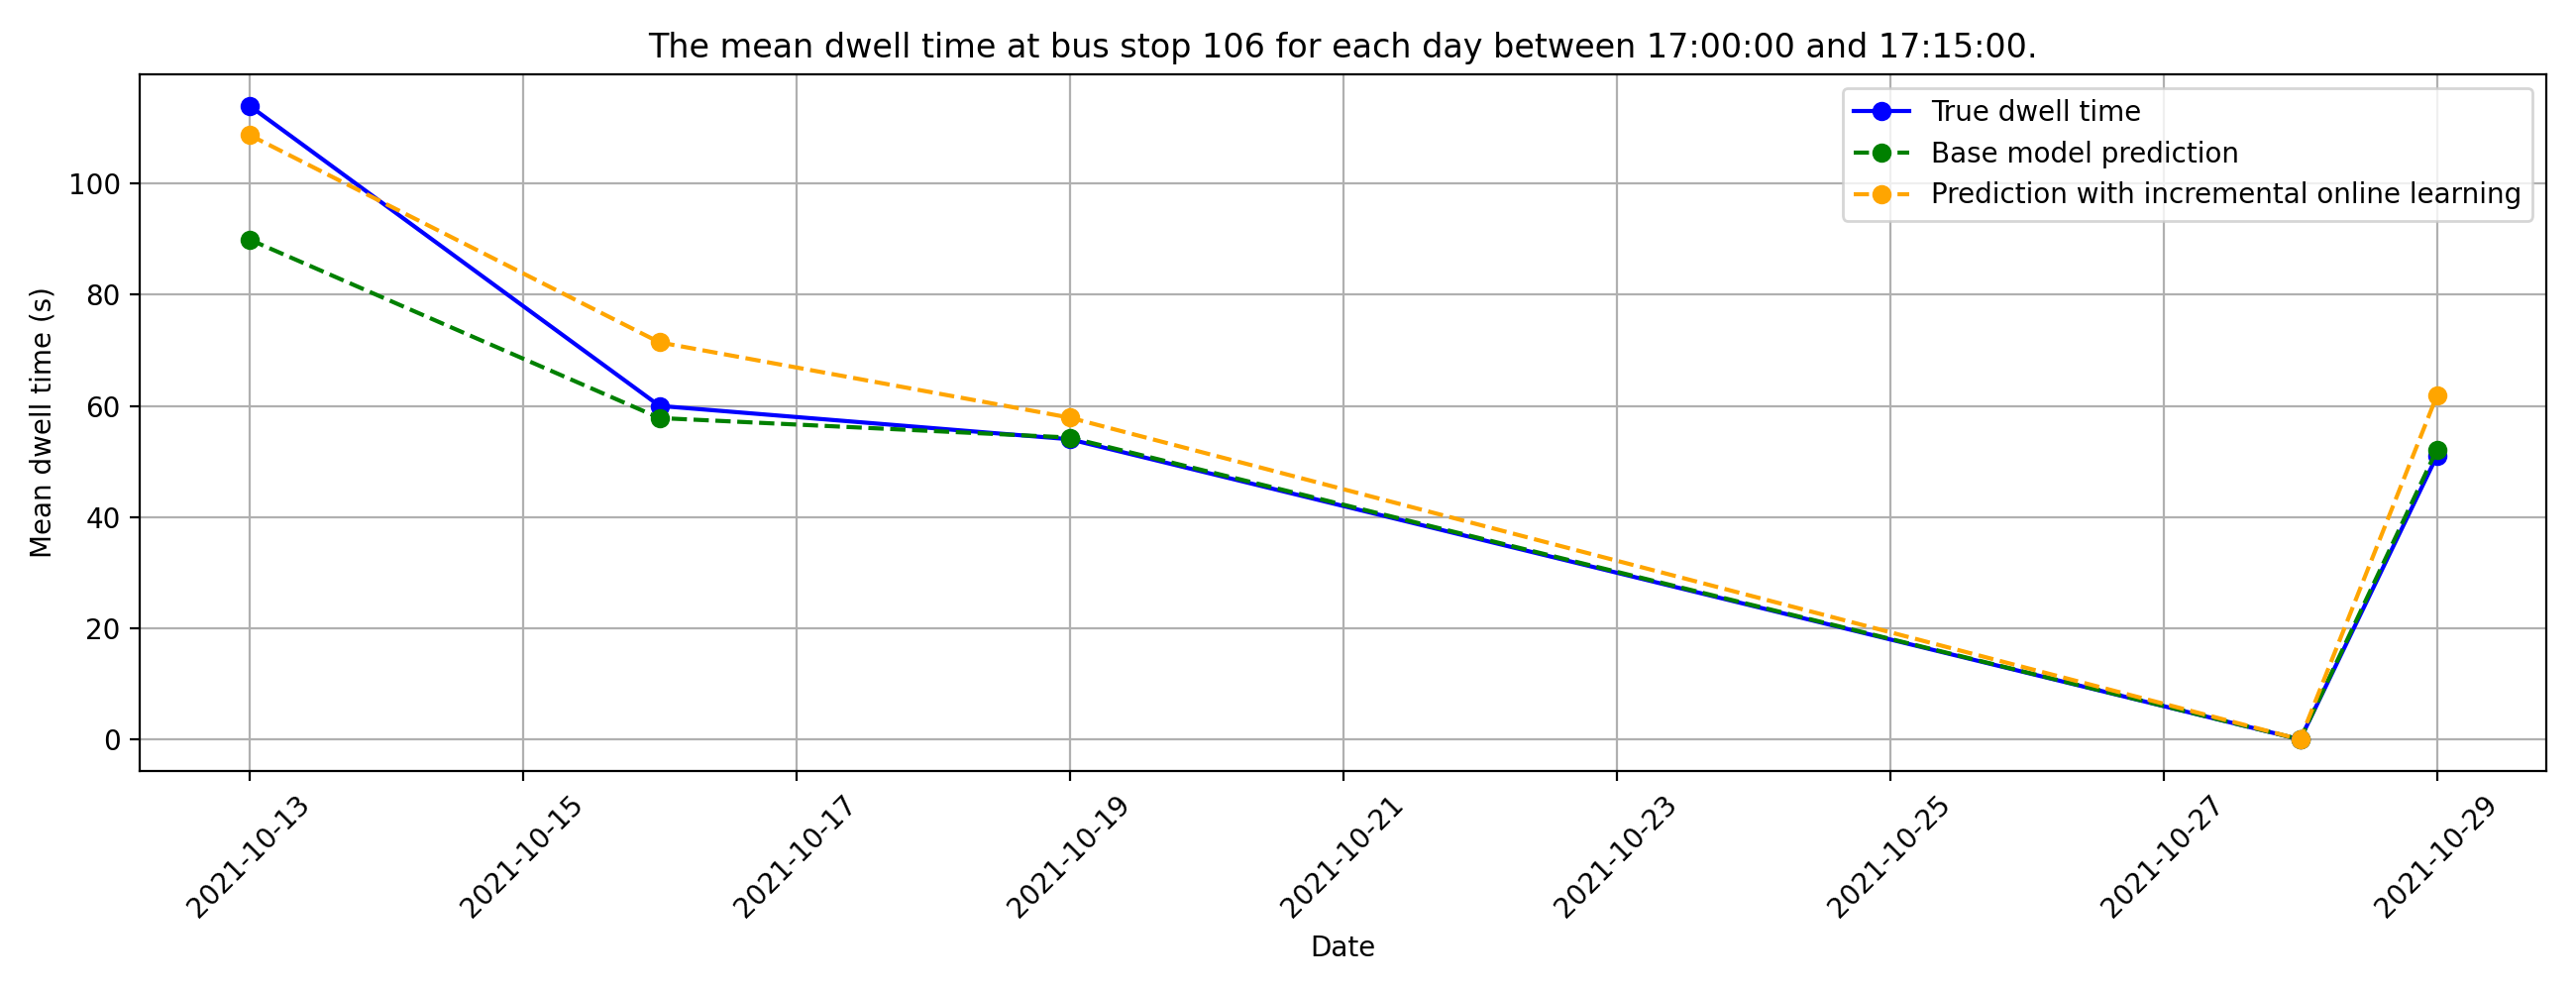 The mean dwell time at bus stop 106 for each day between 17:00:00 and 17:15:00.
True dwell time
Base model prediction
Prediction with incremental online learning
Mean dwell time (s)
100
80
60
40
20
0
2021-10-13
2021-10-15
2021-10-17
2021-10-19
2021-10-21
2021-10-23
2021-10-25
2021-10-27
2021-10-29
Date